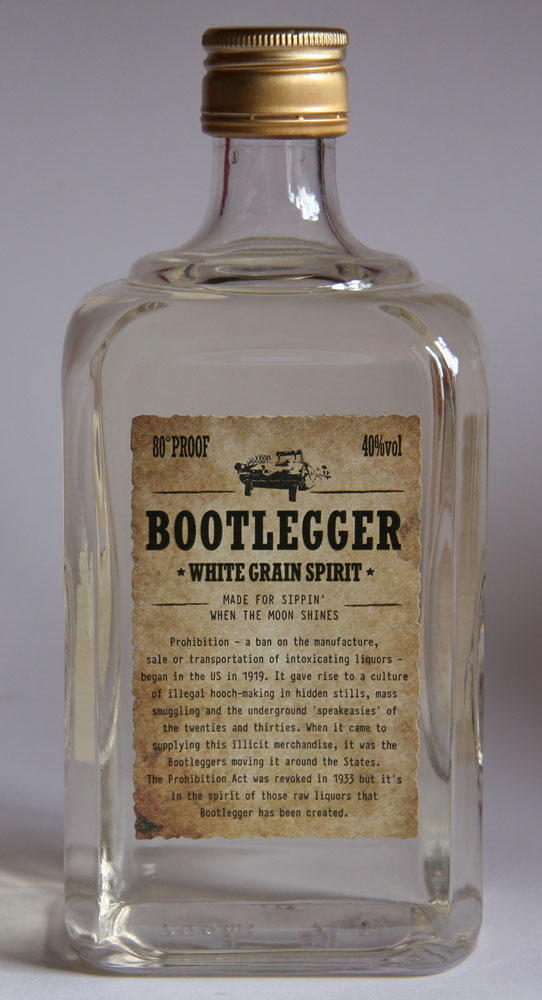 80°PROOF 40%vol
BOOTLEGGER
★ WHITE GRAIN SPIRIT ★
MADE FOR SIPPIN'
WHEN THE MOON SHINES
Prohibition - a ban on the manufacture,
sale or transportation of intoxicating liquors -
began in the US in 1919. It gave rise to a culture
of illegal hooch-making in hidden stills, mass
smuggling and the underground 'speakeasies' of
the twenties and thirties. When it came to
supplying this illicit merchandise, it was the
Bootleggers moving it around the States.
The Prohibition Act was revoked in 1933 but it's
in the spirit of those raw liquors that
Bootlegger has been created.